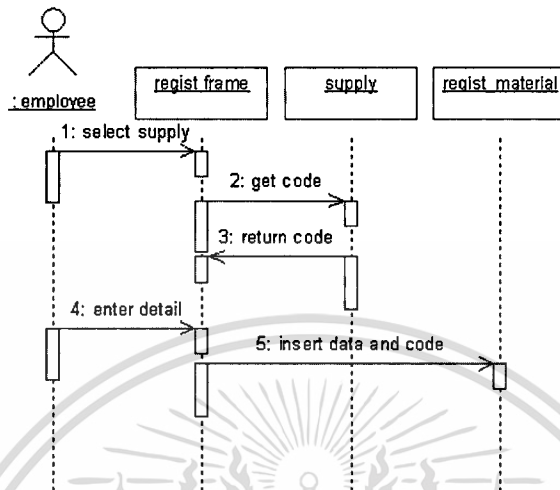 : employee
regist frame
supply
regist_material
1: select supply
2: get code
3: return code
4: enter detail
5: insert data and code